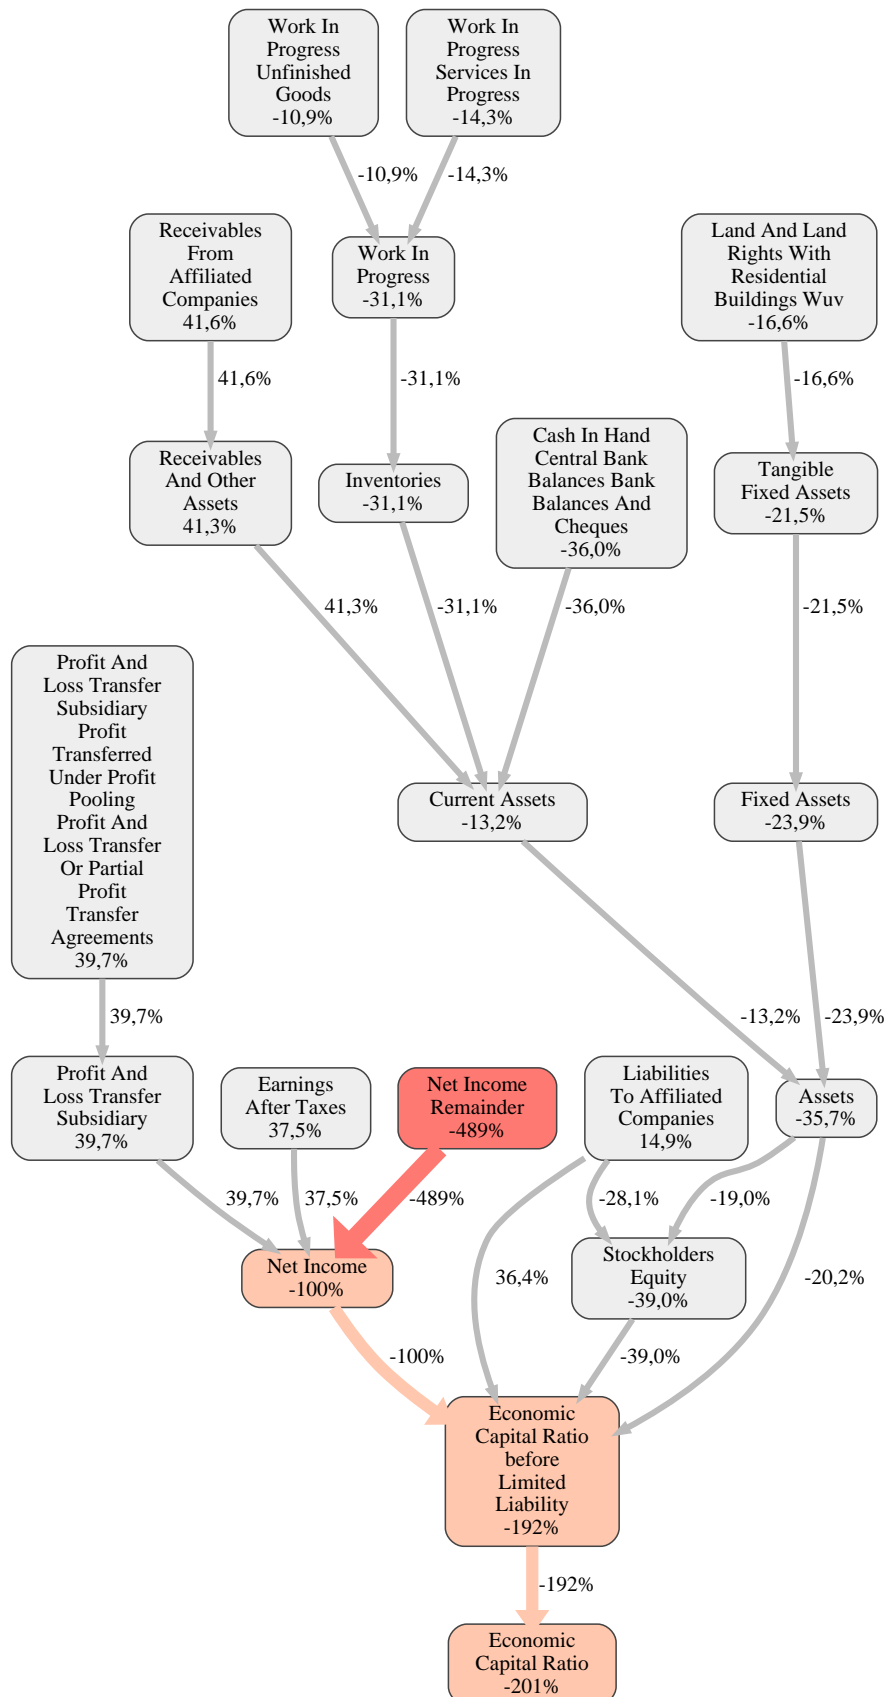 Work In
Progress
Unfinished
Goods
-10,9%
Work In
Progress
Services In
Progress
-14,3%
-10,9%
-14,3%
Receivables
From
Affiliated
Companies
41,6%
Work In
Progress
-31,1%
Land And Land
Rights With
Residential
Buildings Wuv
-16,6%
41,6%
-31,1%
-16,6%
Receivables
And Other
Assets
41,3%
Inventories
-31,1%
Cash In Hand
Central Bank
Balances Bank
Balances And
Cheques
-36,0%
Tangible
Fixed Assets
-21,5%
41,3%
-31,1%
-36,0%
-21,5%
Profit And
Loss Transfer
Subsidiary
Profit
Transferred
Under Profit
Pooling
Profit And
Loss Transfer
Or Partial
Profit
Transfer
Agreements
39,7%
Current Assets
-13,2%
Fixed Assets
-23,9%
39,7%
-13,2%
-23,9%
Profit And
Loss Transfer
Subsidiary
39,7%
Earnings
After Taxes
37,5%
Net Income
Remainder
-489%
Liabilities
To Affiliated
Companies
14,9%
Assets
-35,7%
39,7%
37,5%
-489%
-28,1%
-19,0%
Net Income
-100%
36,4%
Stockholders
Equity
-39,0%
-20,2%
-100%
-39,0%
Economic
Capital Ratio
before
Limited
Liability
-192%
-192%
Economic
Capital Ratio
-201%